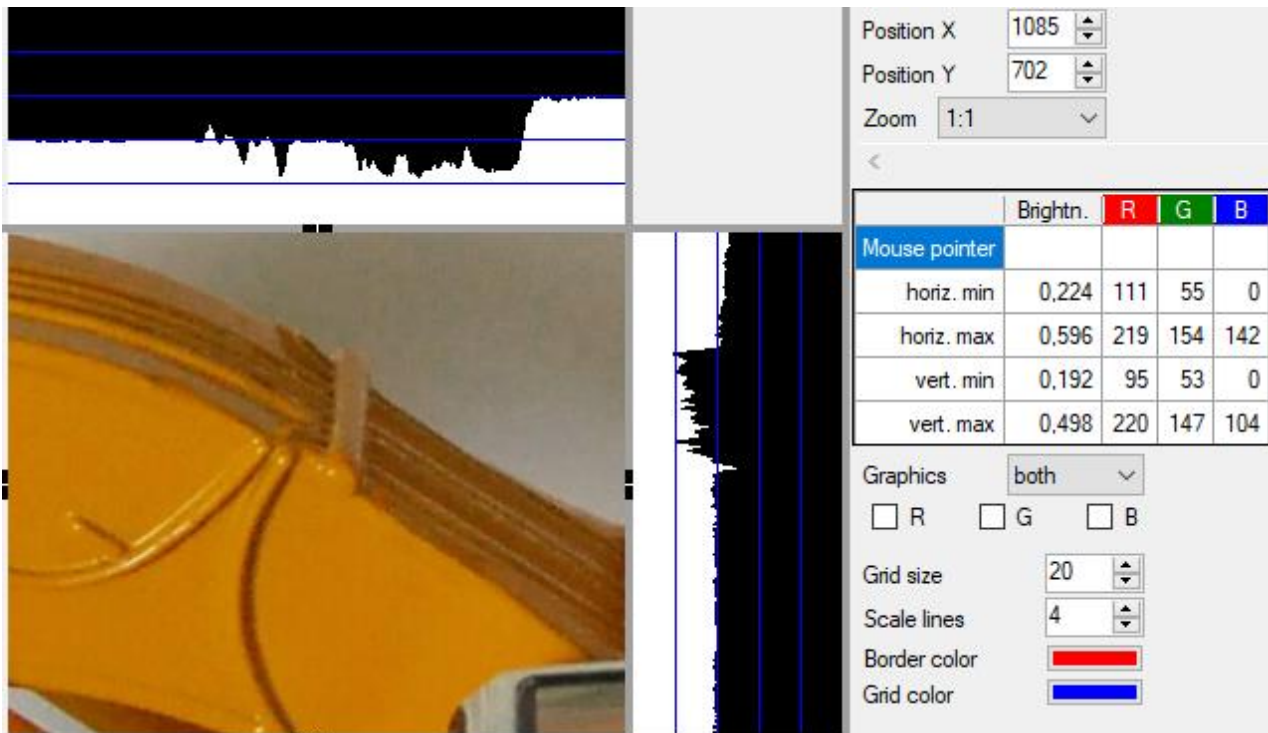 Position X 1085
Position Y 702
Zoom 1:1
<
Brightn. R G B
Mouse pointer
horiz. min 0,224 111 55 0
horiz. max 0,596 219 154 142
vert. min 0,192 95 53 0
vert. max 0,498 220 147 104
Graphics both
R G B
Grid size 20
Scale lines 4
Border color
Grid color